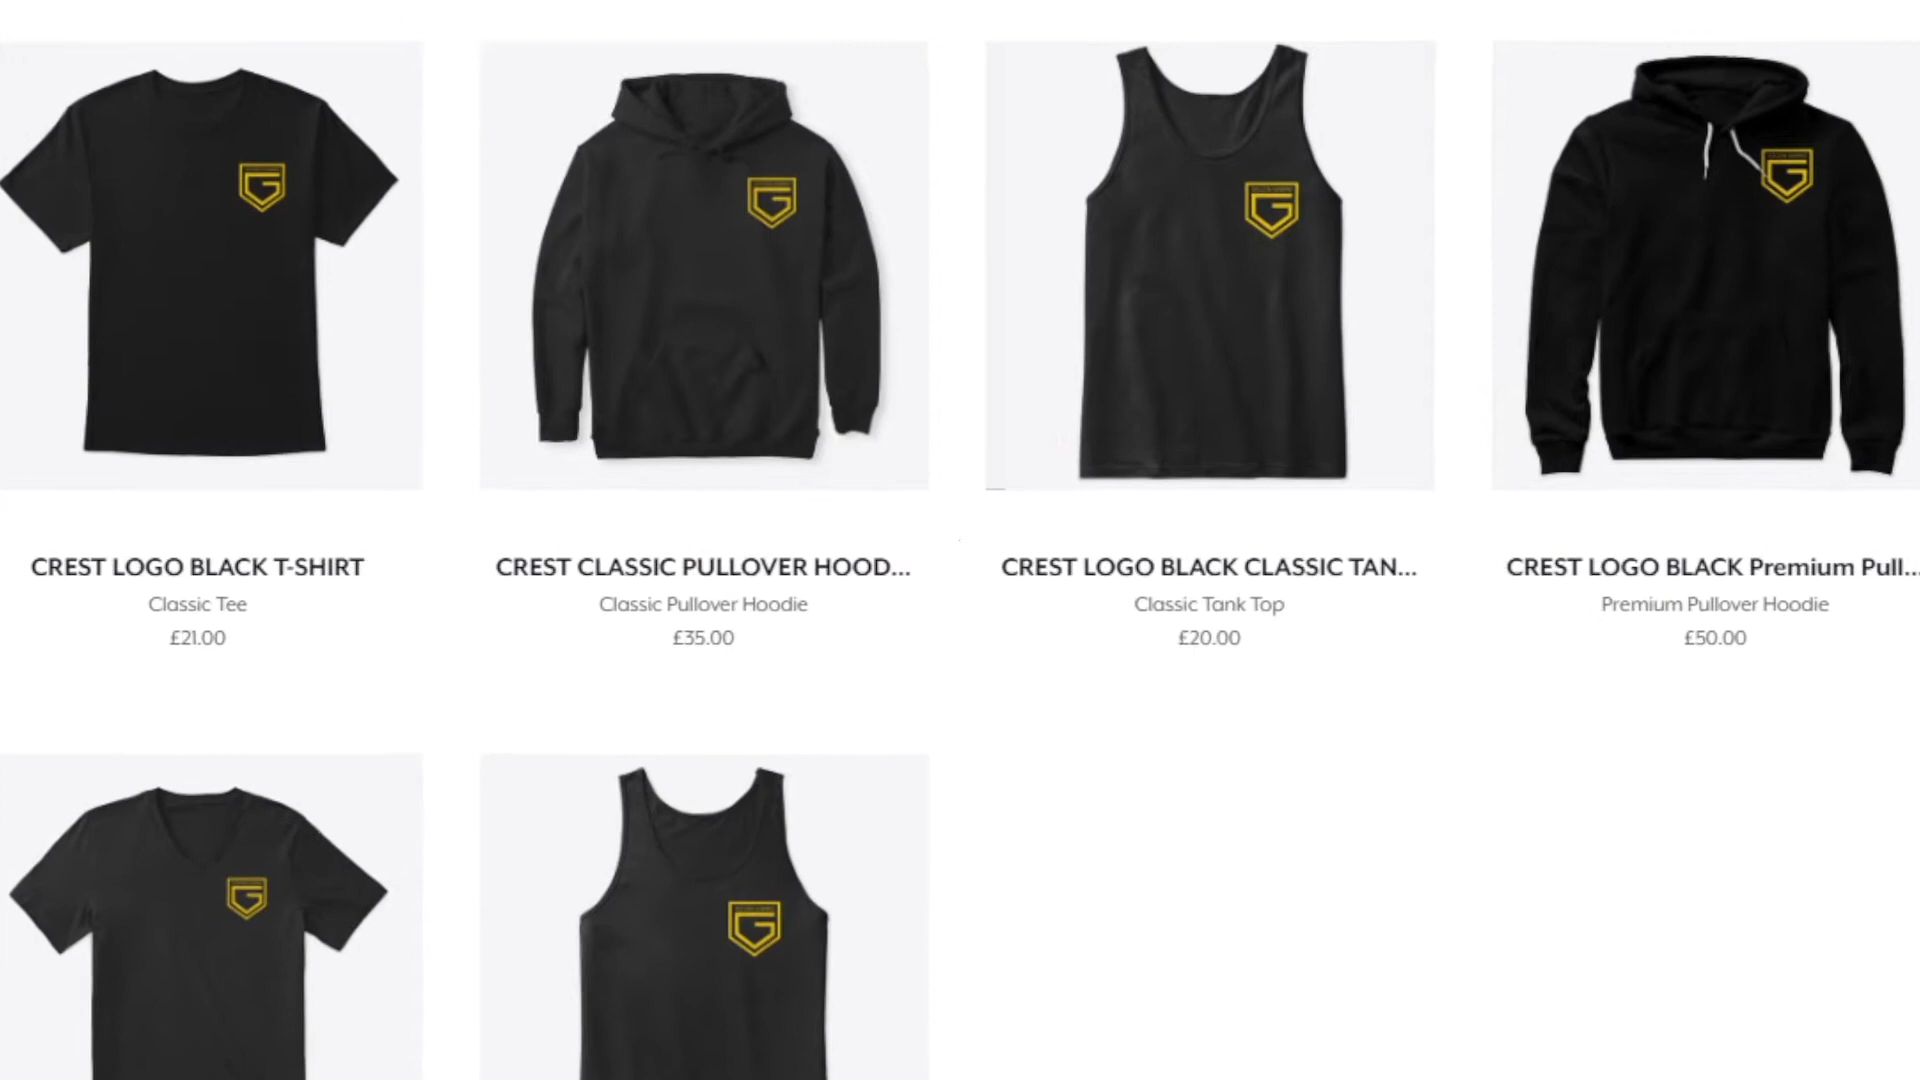 CREST LOGO BLACK T-SHIRT
Classic Tee
£21.00
CREST CLASSIC PULLOVER HOOD...
Classic Pullover Hoodie
£35.00
CREST LOGO BLACK CLASSIC TAN...
Classic Tank Top
£20.00
CREST LOGO BLACK Premium Pull...
Premium Pullover Hoodie
£50.00